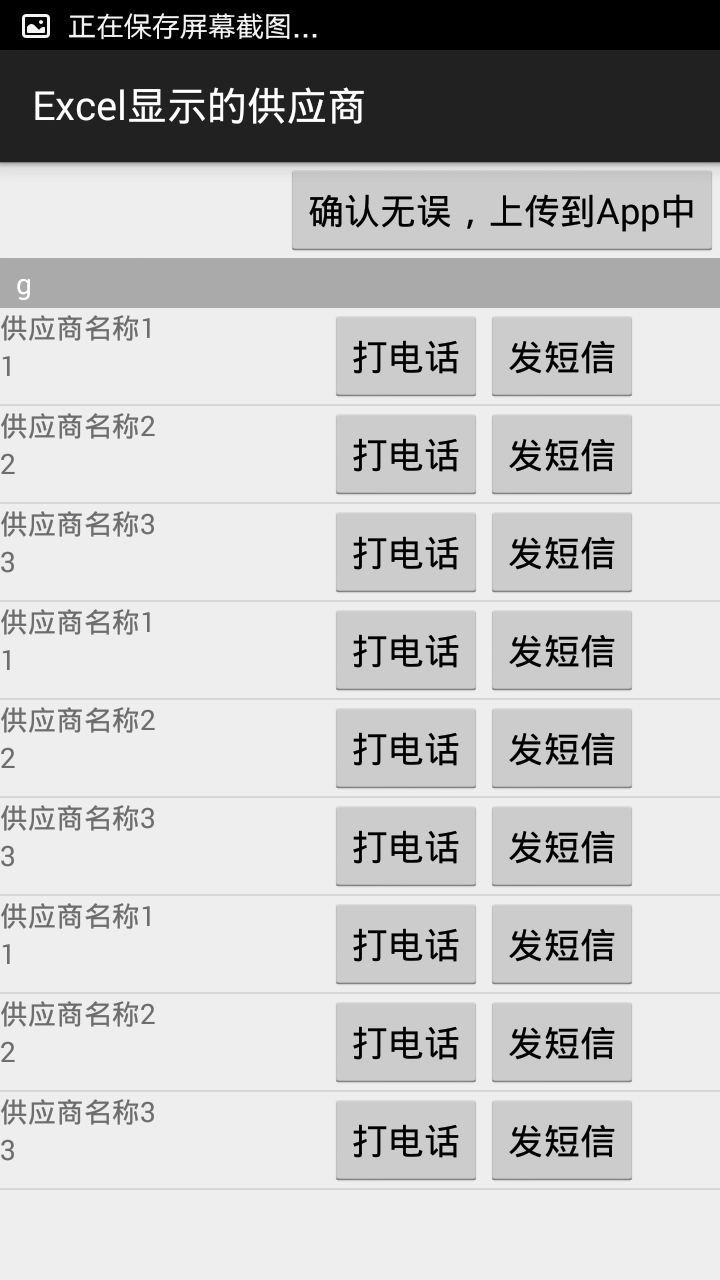 正在保存屏幕截图...
Excel显示的供应商
确认无误，上传到App中
g
供应商名称1
1
打电话 发短信
供应商名称2
2
打电话 发短信
供应商名称3
3
打电话 发短信
供应商名称1
1
打电话 发短信
供应商名称2
2
打电话 发短信
供应商名称3
3
打电话 发短信
供应商名称1
1
打电话 发短信
供应商名称2
2
打电话 发短信
供应商名称3
3
打电话 发短信